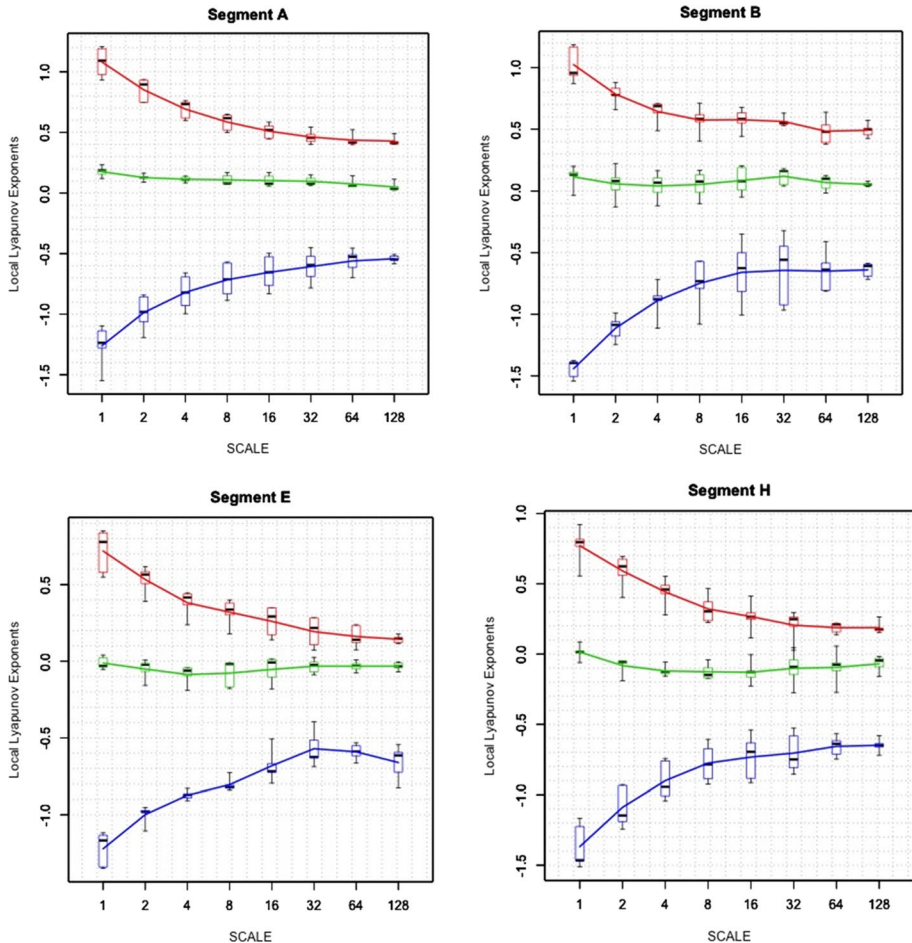 Segment A
Local Lyapunov Exponents
1.0
0.5
0.0
-0.5
-1.0
-1.5
1 2 4 8 16 32 64 128
SCALE
Segment B
Local Lyapunov Exponents
1.0
0.5
0.0
-0.5
-1.0
-1.5
1 2 4 8 16 32 64 128
SCALE
Segment E
Local Lyapunov Exponents
0.5
0.0
-0.5
-1.0
1 2 4 8 16 32 64 128
SCALE
Segment H
Local Lyapunov Exponents
1.0
0.5
0.0
-0.5
-1.0
-1.5
1 2 4 8 16 32 64 128
SCALE